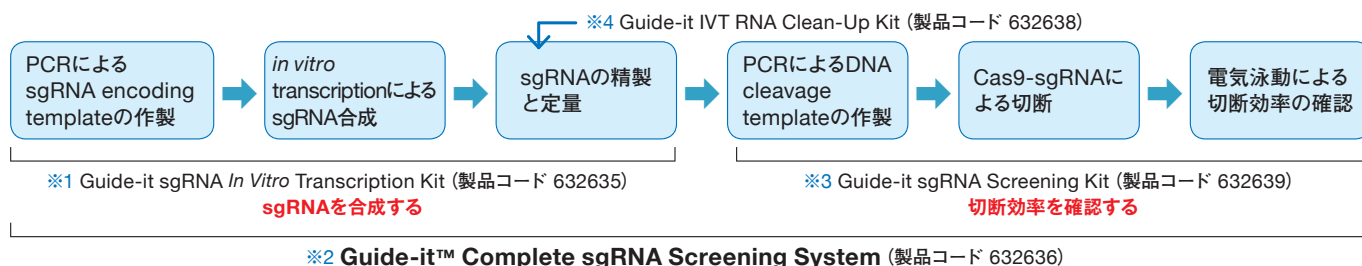 ※4 Guide-it IVT RNA Clean-Up Kit (製品コード 632638)
PCRによる
sgRNA encoding
templateの作製
in vitro
transcriptionによる
sgRNA合成
sgRNAの精製
と定量
PCRによるDNA
cleavage
templateの作製
Cas9-sgRNAに
よる切断
電気泳動による
切断効率の確認
※1 Guide-it sgRNA In Vitro Transcription Kit (製品コード 632635)
sgRNAを合成する
※3 Guide-it sgRNA Screening Kit (製品コード 632639)
切断効率を確認する
※2 Guide-it™ Complete sgRNA Screening System (製品コード 632636)